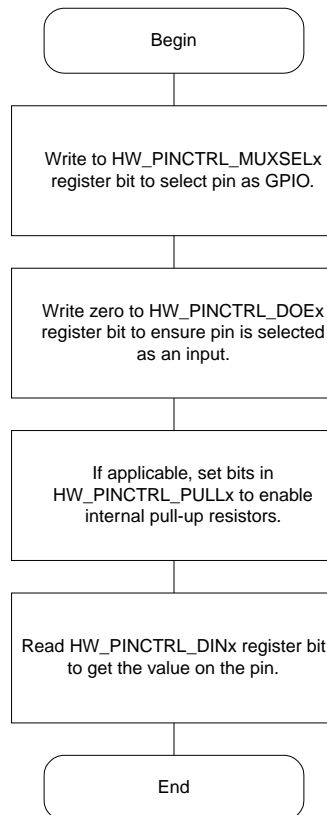 Begin
Write to HW_PINCTRL_MUXSELx
register bit to select pin as GPIO.
Write zero to HW_PINCTRL_DOEx
register bit to ensure pin is selected
as an input.
If applicable, set bits in
HW_PINCTRL_PULLx to enable
internal pull-up resistors.
Read HW_PINCTRL_DINx register bit
to get the value on the pin.
End